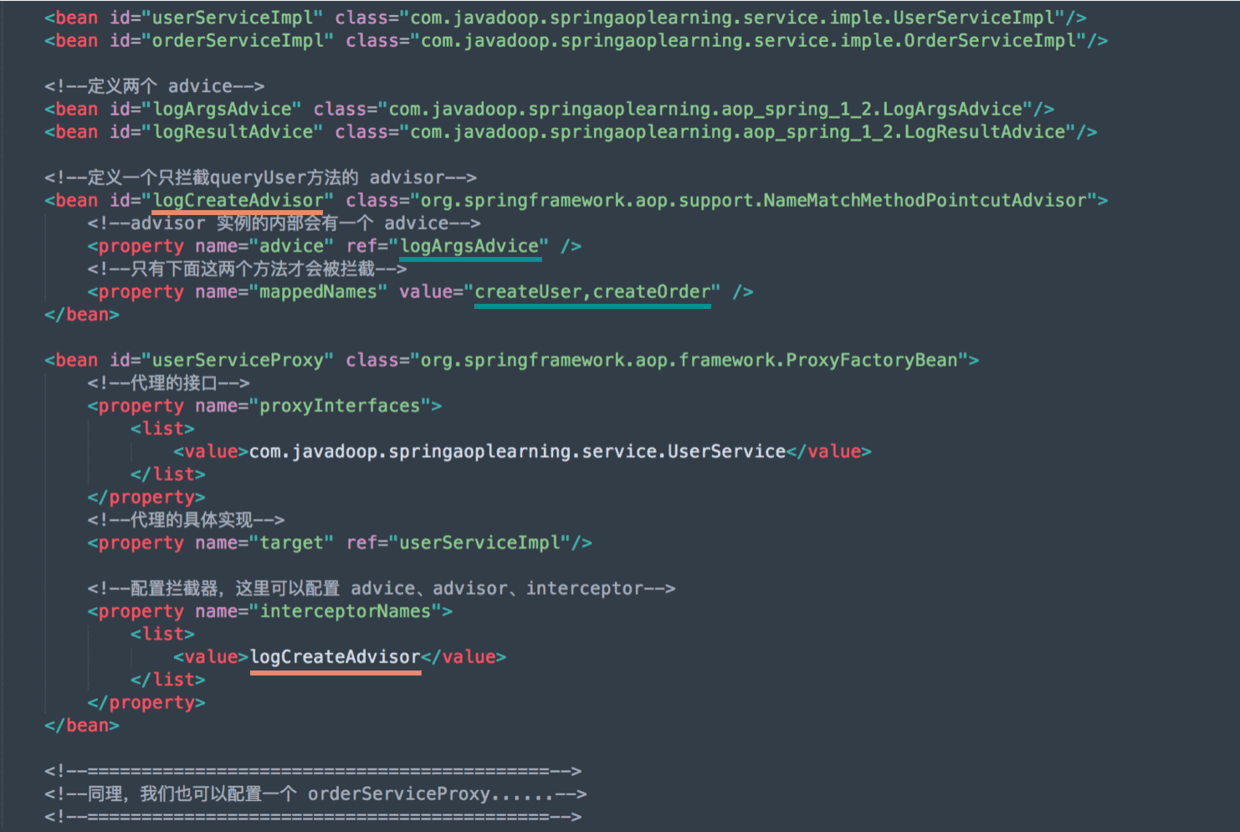 <bean id="userServiceImpl" class="com.javadoop.springaoplearning.service.imple.UserServiceImpl"/>
<bean id="orderServiceImpl" class="com.javadoop.springaoplearning.service.imple.OrderServiceImpl"/>
<!--定义两个 advice-->
<bean id="logArgsAdvice" class="com.javadoop.springaoplearning.aop_spring_1_2.LogArgsAdvice"/>
<bean id="logResultAdvice" class="com.javadoop.springaoplearning.aop_spring_1_2.LogResultAdvice"/>
<!--定义一个只拦截queryUser方法的 advisor-->
<bean id="logCreateAdvisor" class="org.springframework.aop.support.NameMatchMethodPointcutAdvisor">
<!--advisor 实例的内部会有一个 advice-->
<property name="advice" ref="logArgsAdvice" />
<!--只有下面这两个方法才会被拦截-->
<property name="mappedNames" value="createUser,createOrder" />
</bean>
<bean id="userServiceProxy" class="org.springframework.aop.framework.ProxyFactoryBean">
<!--代理的接口-->
<property name="proxyInterfaces">
<list>
<value>com.javadoop.springaoplearning.service.UserService</value>
</list>
</property>
<!--代理的具体实现-->
<property name="target" ref="userServiceImpl"/>
<!--配置拦截器，这里可以配置 advice、advisor、interceptor-->
<property name="interceptorNames">
<list>
<value>logCreateAdvisor</value>
</list>
</property>
</bean>
<!--===========================================-->
<!--同理，我们也可以配置一个 orderServiceProxy......-->
<!--===========================================-->